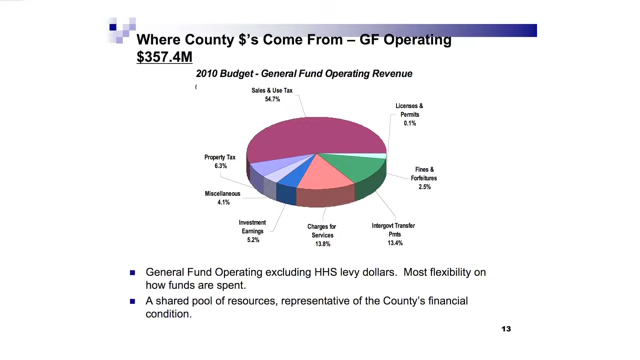 Where County $'s Come From – GF Operating
$357.4M
2010 Budget - General Fund Operating Revenue
(
Sales & Use Tax
54.7%
Licenses &
Permits
0.1%
Property Tax
6.3%
Fines &
Forfeitures
2.5%
Miscellaneous
4.1%
Investment
Earnings
5.2%
Charges for
Services
13.8%
Intergovt Transfer
Pmts
13.4%
General Fund Operating excluding HHS levy dollars. Most flexibility on
how funds are spent.
A shared pool of resources, representative of the County's financial
condition.
13